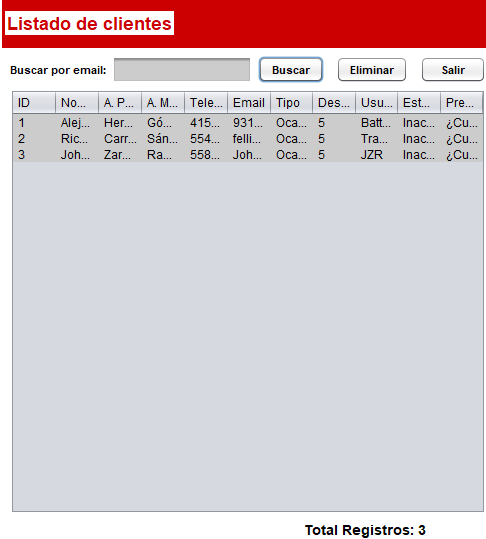 Listado de clientes
Buscar por email: Buscar Eliminar Salir
ID No... A. P... A. M... Tele... Email Tipo Des... Usu... Est... Pre...
1 Alej... Her... Gó... 415... 931... Oca... 5 Batt... Inac... ¿Cu...
2 Ric... Carr... Sán... 554... felli... Oca... 5 Tra... Inac... ¿Cu...
3 Joh... Zar... Ra... 558... Joh... Oca... 5 JZR Inac... ¿Cu...
Total Registros: 3